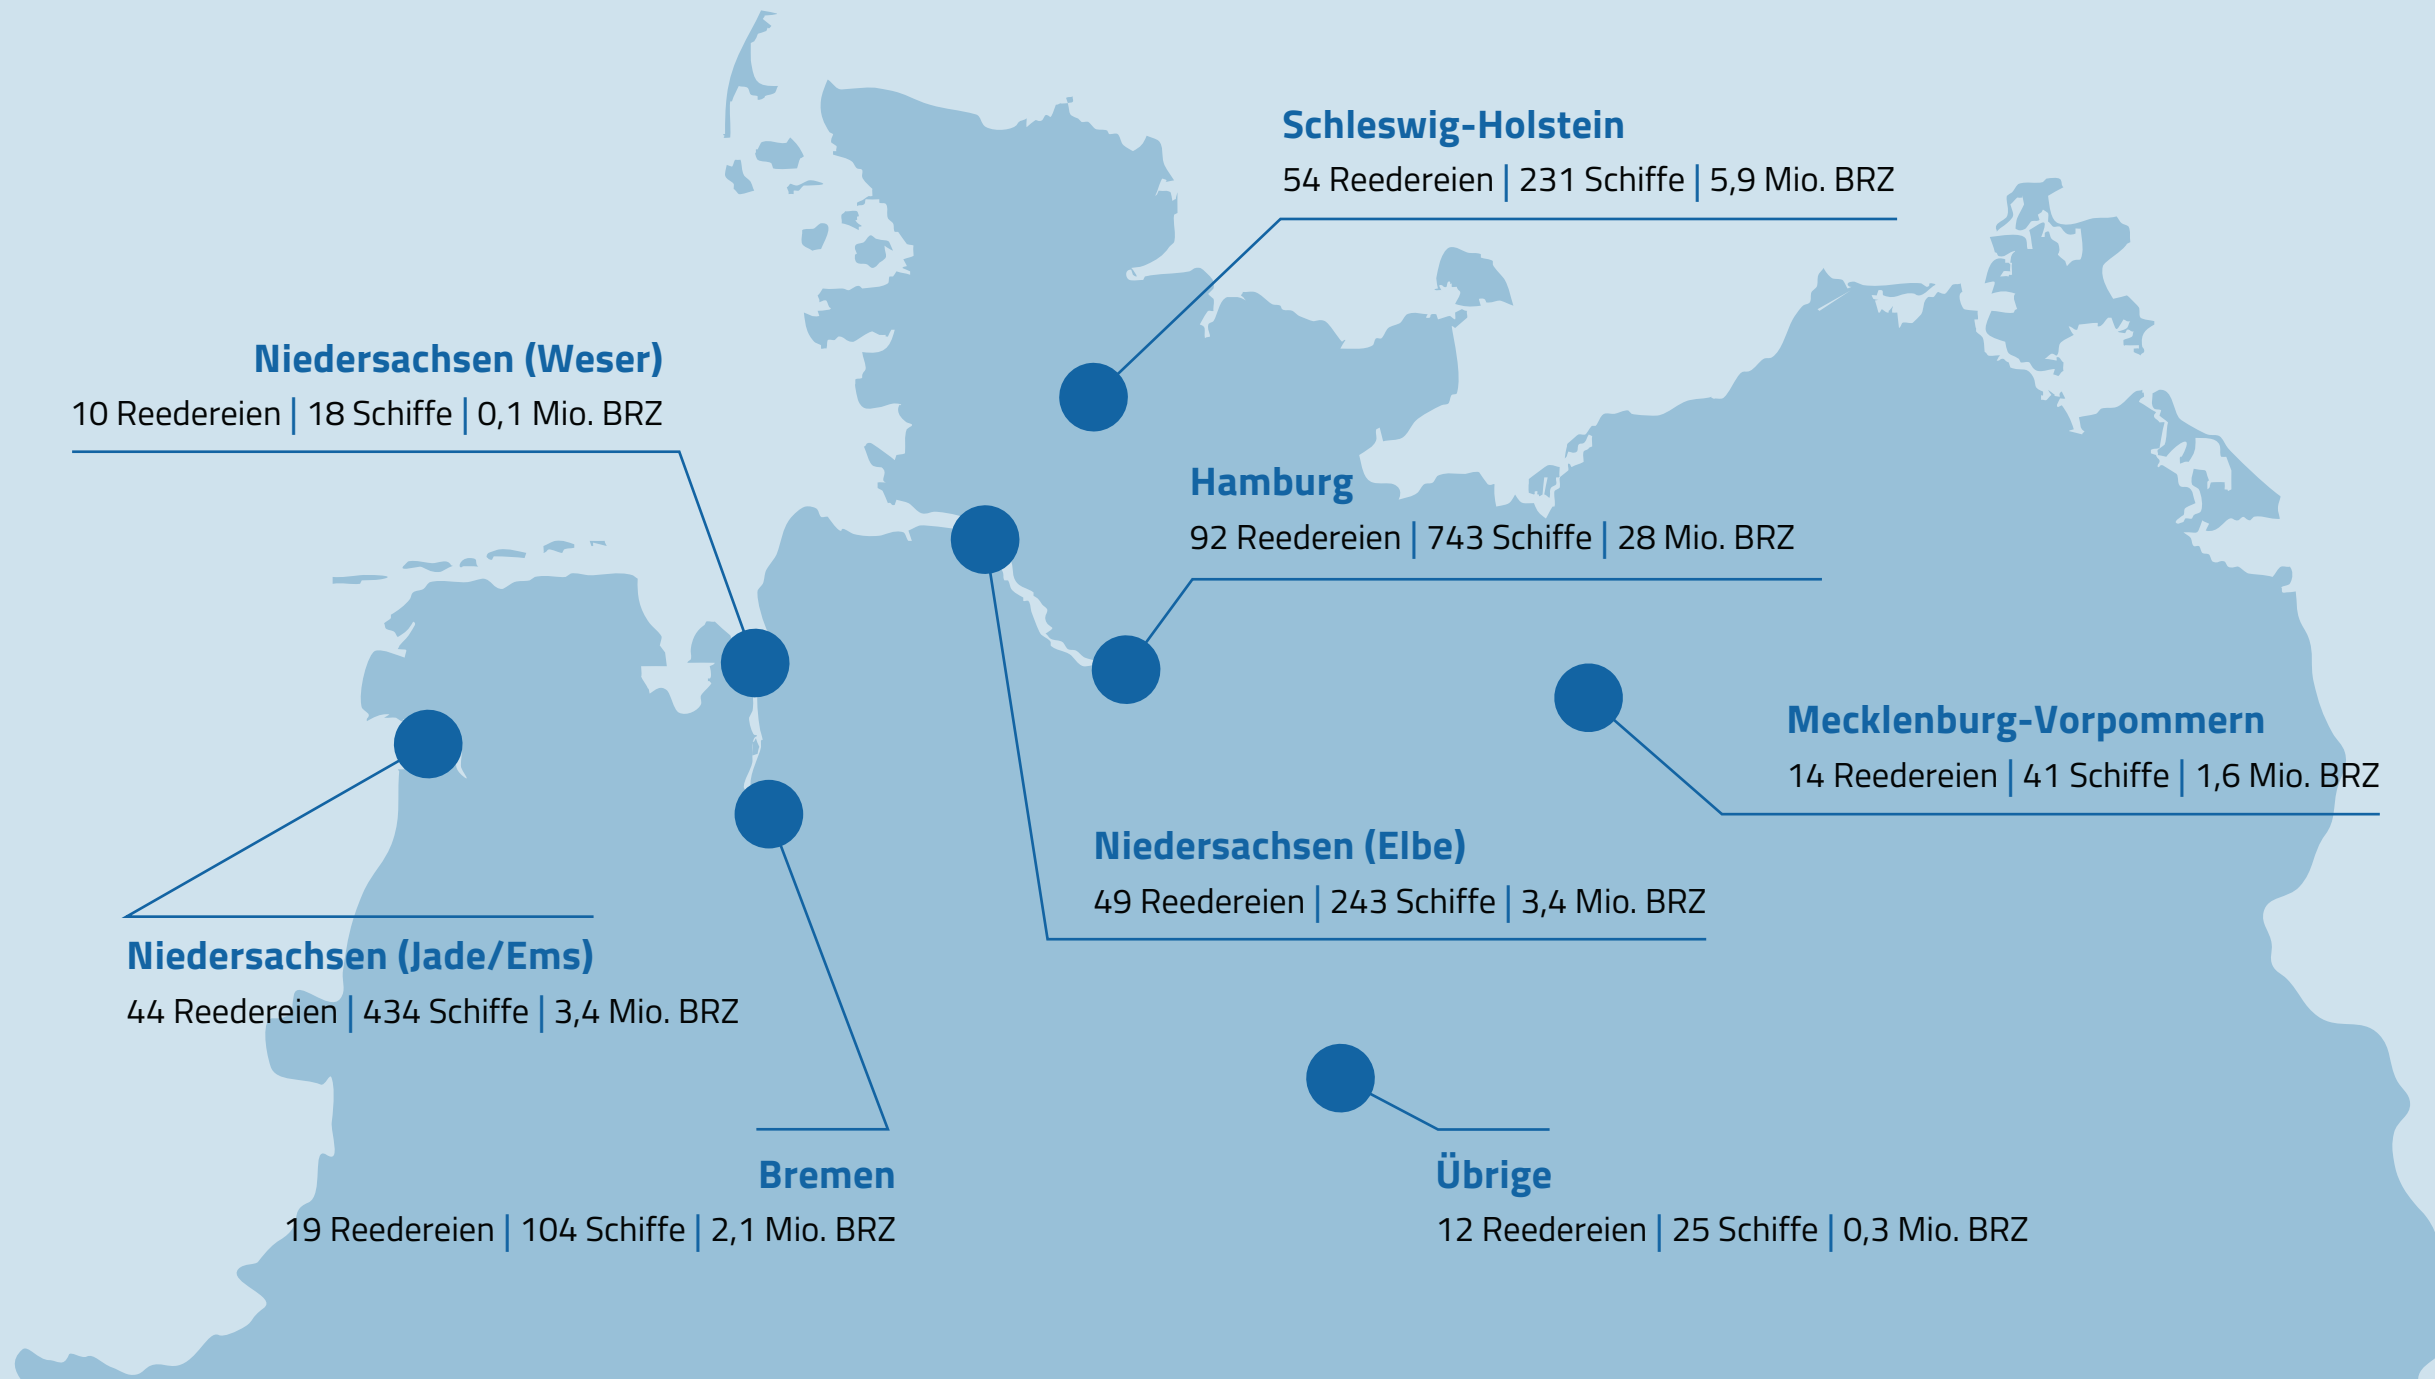 Schleswig-Holstein
54 Reedereien | 231 Schiffe | 5,9 Mio. BRZ
Niedersachsen (Weser)
10 Reedereien | 18 Schiffe | 0,1 Mio. BRZ
Hamburg
92 Reedereien | 743 Schiffe | 28 Mio. BRZ
Mecklenburg-Vorpommern
14 Reedereien | 41 Schiffe | 1,6 Mio. BRZ
Niedersachsen (Elbe)
49 Reedereien | 243 Schiffe | 3,4 Mio. BRZ
Niedersachsen (Jade/Ems)
44 Reedereien | 434 Schiffe | 3,4 Mio. BRZ
Bremen
19 Reedereien | 104 Schiffe | 2,1 Mio. BRZ
Übrige
12 Reedereien | 25 Schiffe | 0,3 Mio. BRZ